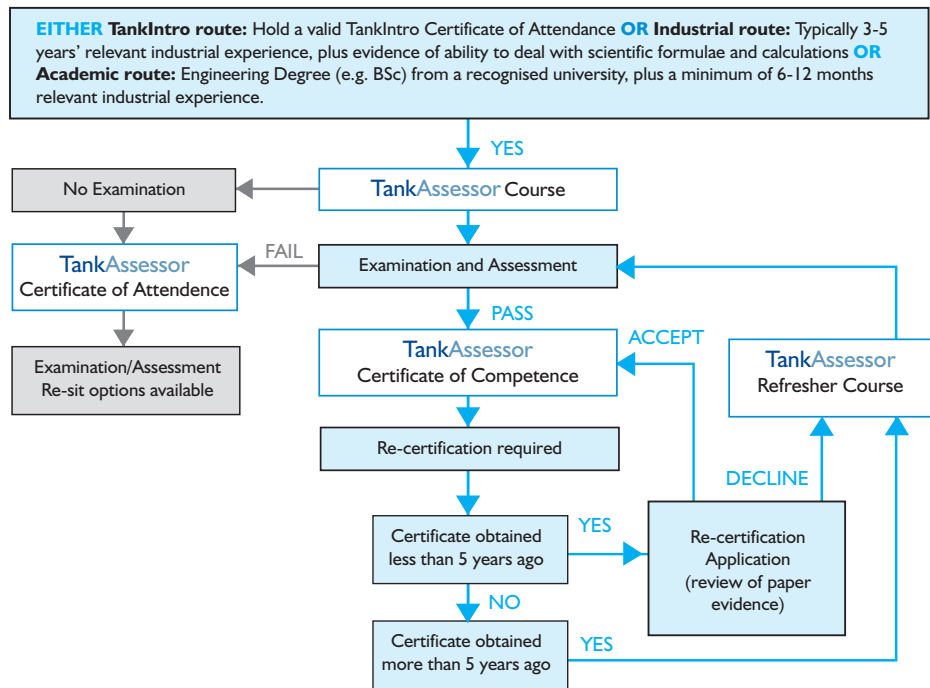 EITHER TankIntro route: Hold a valid TankIntro Certificate of Attendance OR Industrial route: Typically 3-5
years’ relevant industrial experience, plus evidence of ability to deal with scientific formulae and calculations OR
Academic route: Engineering Degree (e.g. BSc) from a recognised university, plus a minimum of 6-12 months
relevant industrial experience.
YES
No Examination
TankAssessor Course
FAIL
TankAssessor
Certificate of Attendence
Examination and Assessment
PASS
ACCEPT
Examination/Assessment
Re-sit options available
TankAssessor
Certificate of Competence
TankAssessor
Refresher Course
Re-certification required
DECLINE
Certificate obtained
less than 5 years ago
YES
Re-certification
Application
(review of paper
evidence)
NO
Certificate obtained
more than 5 years ago
YES